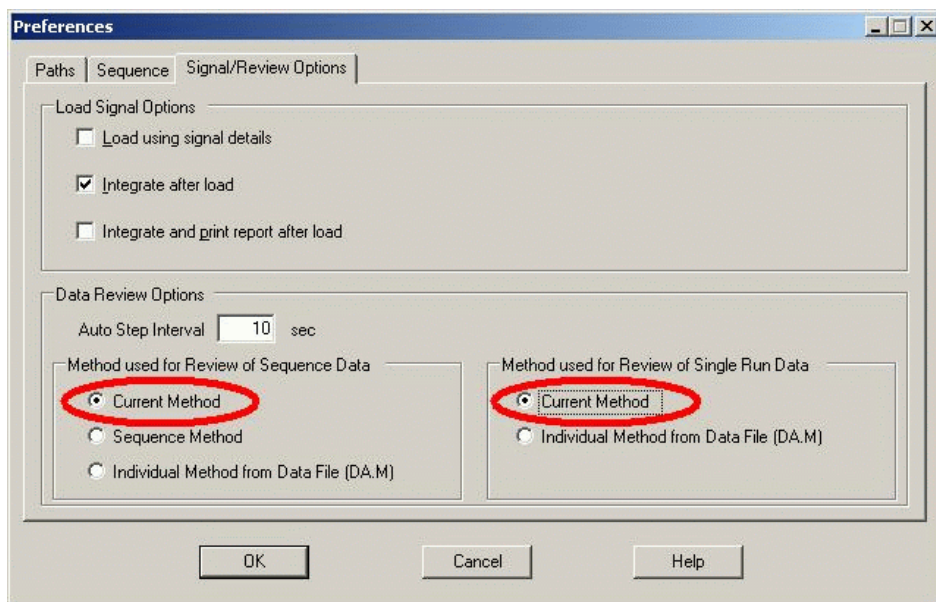 Preferences
Paths Sequence Signal/Review Options
Load Signal Options
Load using signal details
Integrate after load
Integrate and print report after load
Data Review Options
Auto Step Interval 10 sec
Method used for Review of Sequence Data
Current Method
Sequence Method
Individual Method from Data File (DA.M)
Method used for Review of Single Run Data
Current Method
Individual Method from Data File (DA.M)
OK Cancel Help